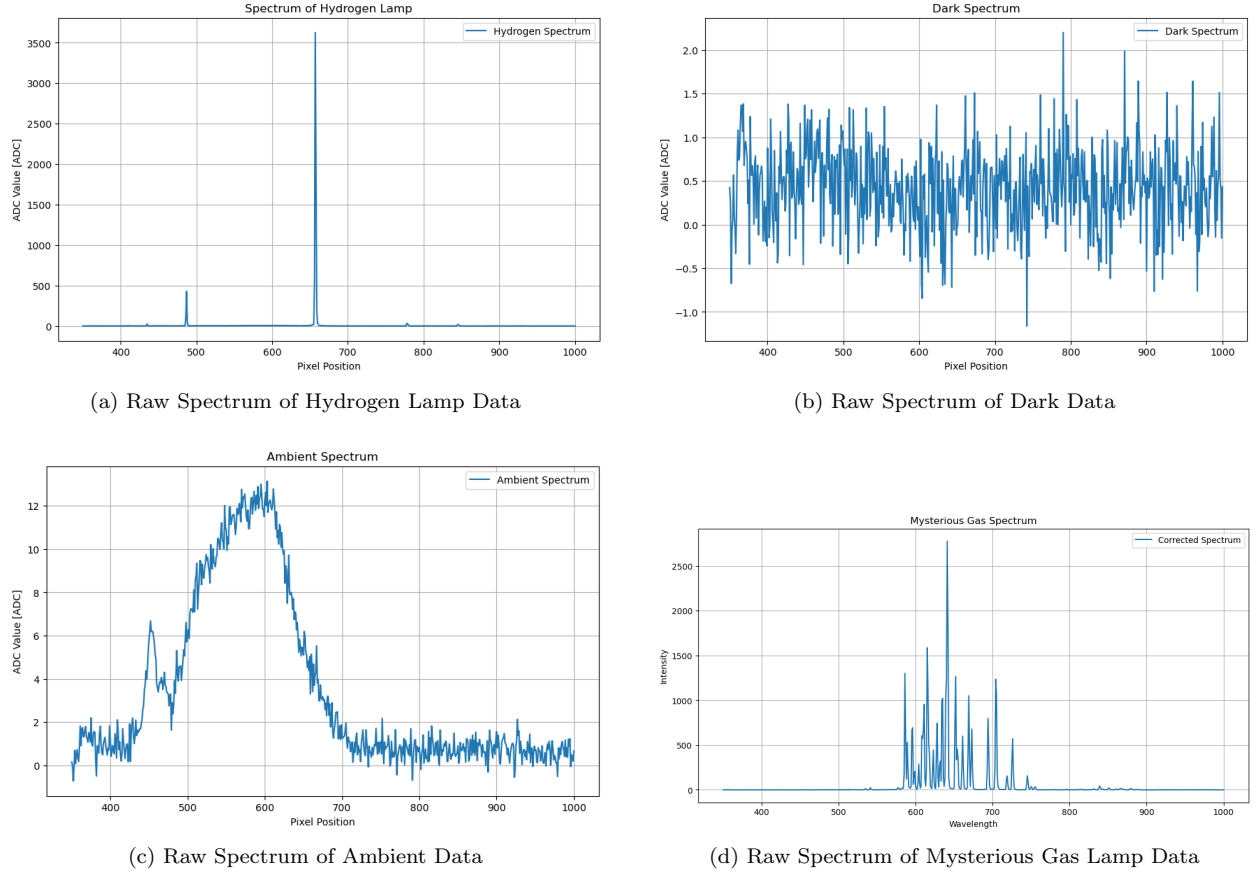 Spectrum of Hydrogen Lamp
Hydrogen Spectrum
ADC Value [ADC]
3500
3000
2500
2000
1500
1000
500
0
400 500 600 700 800 900 1000
Pixel Position
(a) Raw Spectrum of Hydrogen Lamp Data
Dark Spectrum
Dark Spectrum
ADC Value [ADC]
2.0
1.5
1.0
0.5
0.0
−0.5
−1.0
400 500 600 700 800 900 1000
Pixel Position
(b) Raw Spectrum of Dark Data
Ambient Spectrum
Ambient Spectrum
ADC Value [ADC]
12
10
8
6
4
2
0
400 500 600 700 800 900 1000
Pixel Position
(c) Raw Spectrum of Ambient Data
Mysterious Gas Spectrum
Corrected Spectrum
Intensity
2500
2000
1500
1000
500
0
400 500 600 700 800 900 1000
Wavelength
(d) Raw Spectrum of Mysterious Gas Lamp Data